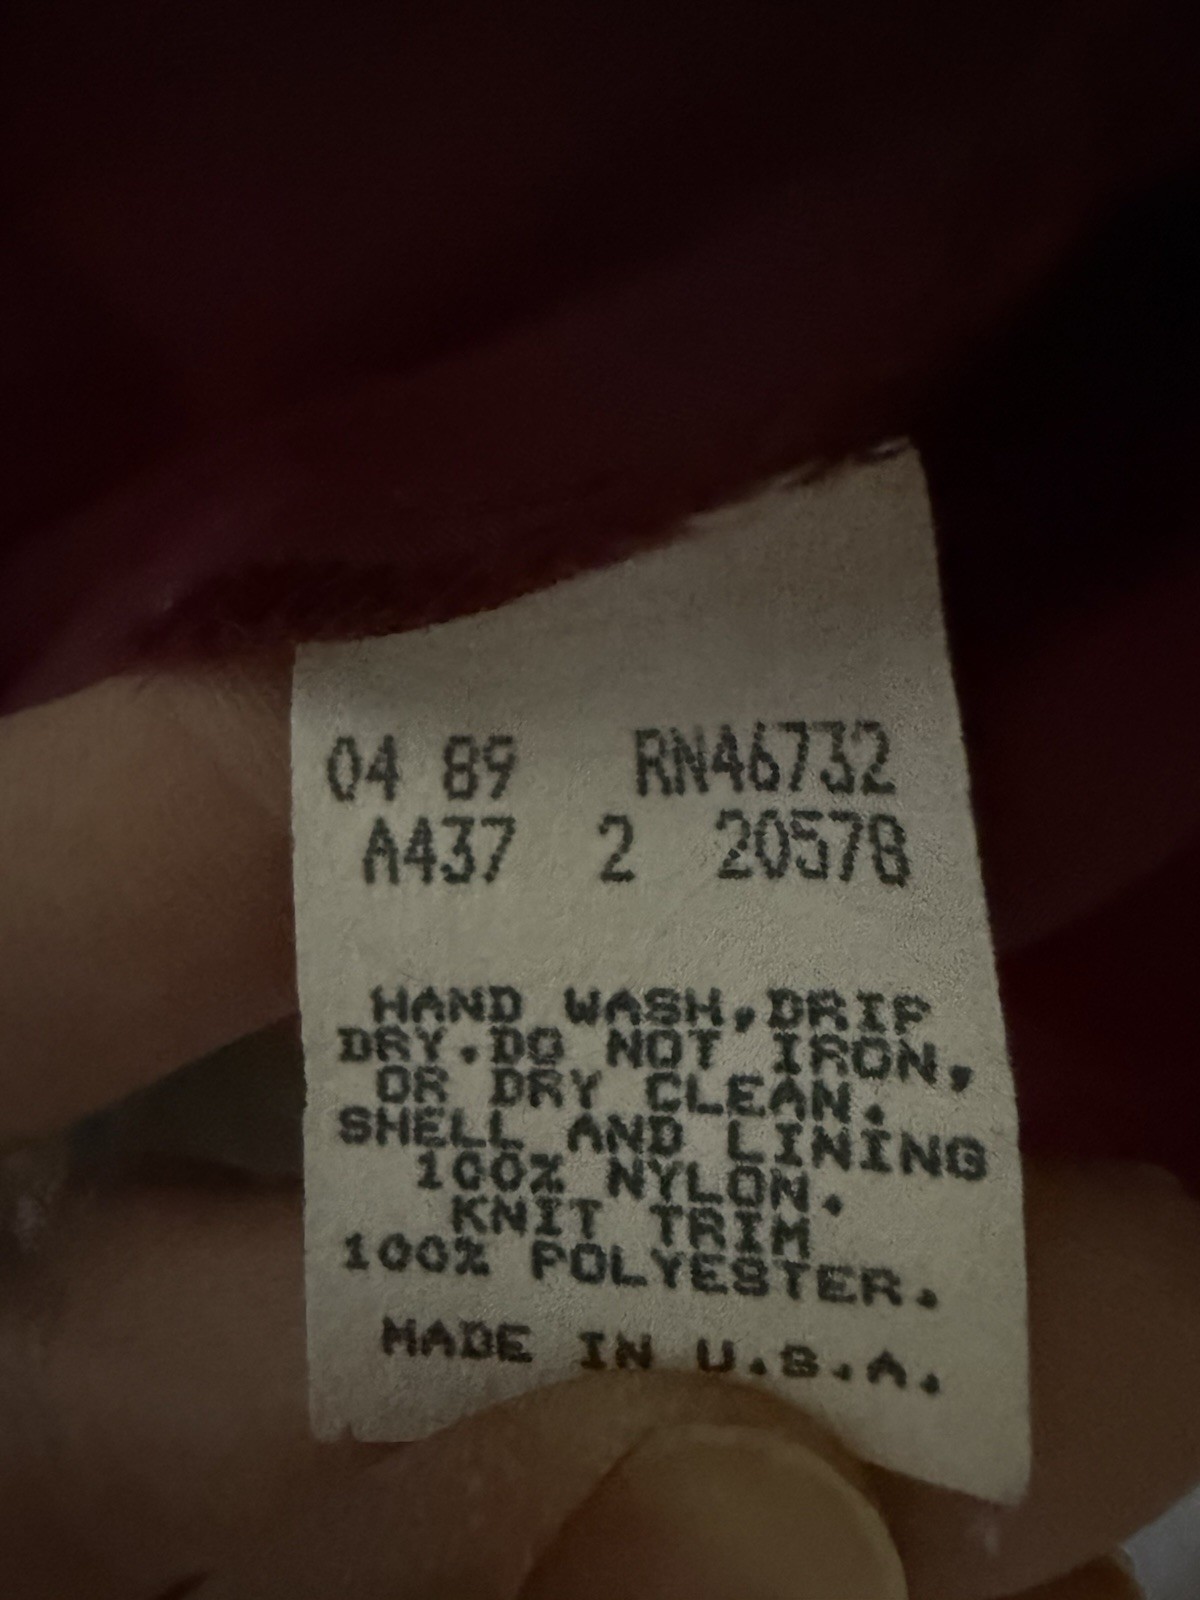 04 89 RN46732
A437 2 20578
HAND WASH,DRIP
DRY.DO NOT IRON,
OR DRY CLEAN.
SHELL AND LINING
100% NYLON.
KNIT TRIM
100% POLYESTER.
MADE IN U.S.A.